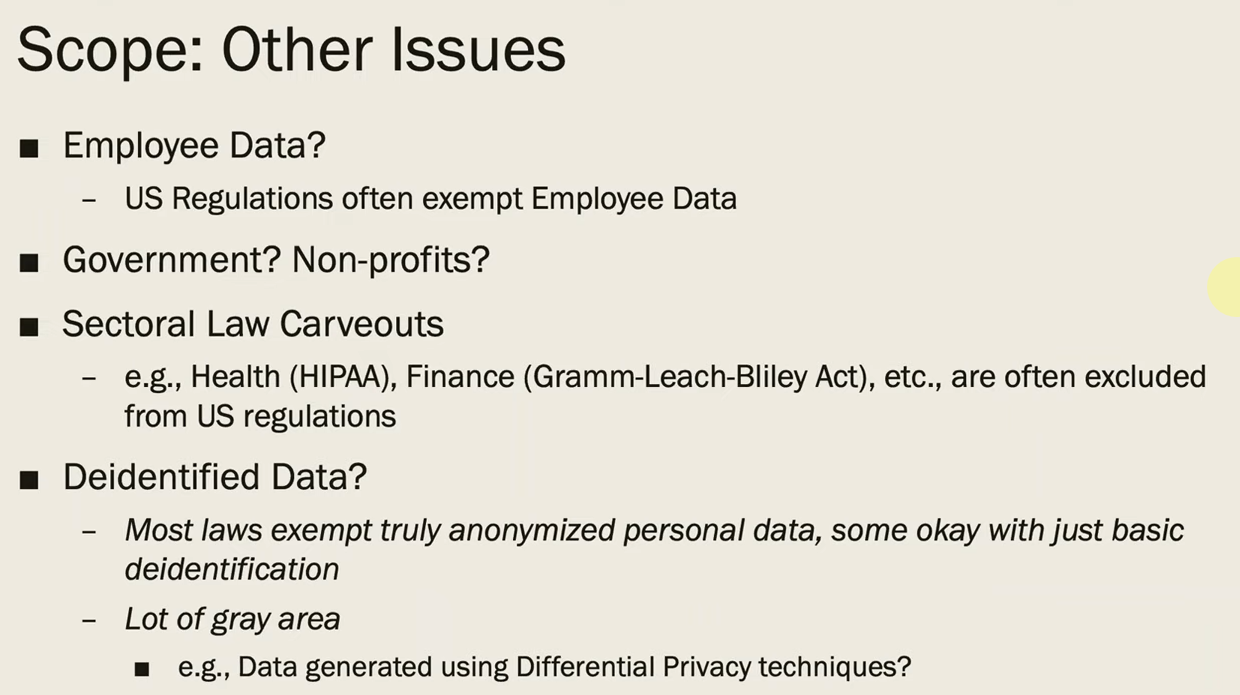 Scope: Other Issues
■ Employee Data?
– US Regulations often exempt Employee Data
■ Government? Non-profits?
■ Sectoral Law Carveouts
– e.g., Health (HIPAA), Finance (Gramm-Leach-Bliley Act), etc., are often excluded
from US regulations
■ Deidentified Data?
– Most laws exempt truly anonymized personal data, some okay with just basic
deidentification
– Lot of gray area
■ e.g., Data generated using Differential Privacy techniques?